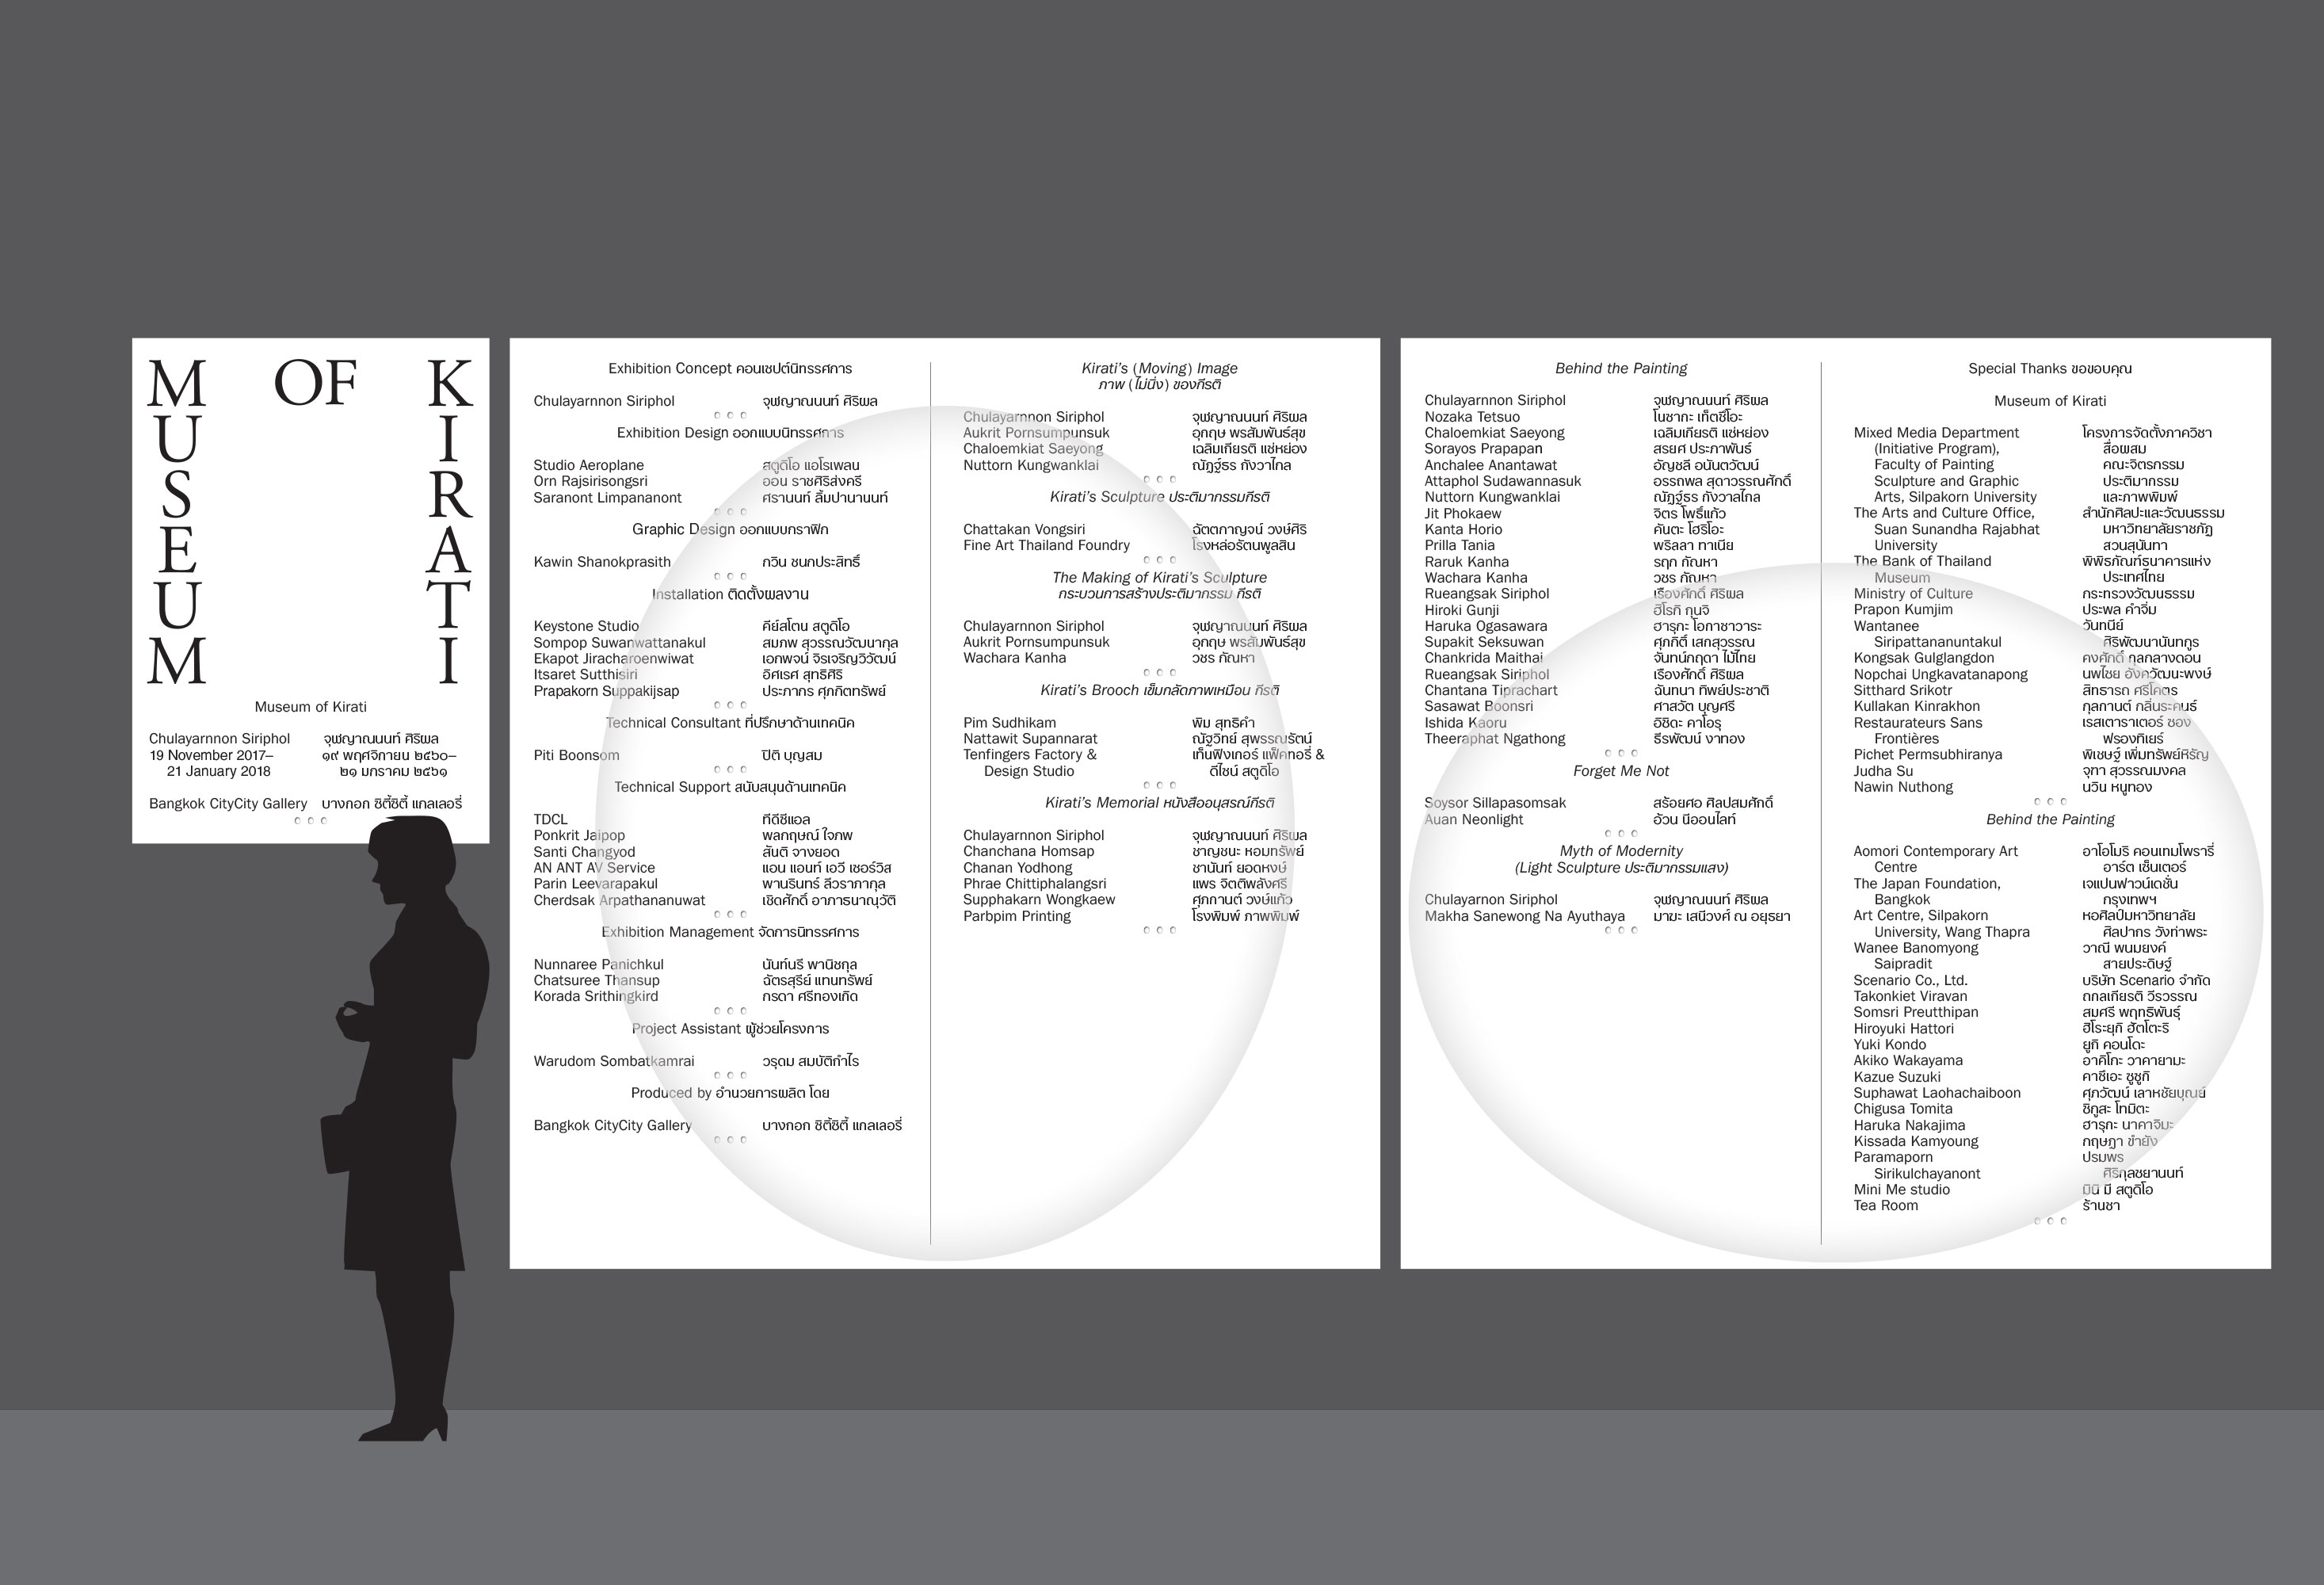 MUSEUM OF KIRATI
Museum of Kirati
Chulayarnnon Siriphol จุฬญาณนนท์ ศิริผล
19 November 2017– ๑๙ พฤศจิกายน ๒๕๖๐–
21 January 2018 ๒๑ มกราคม ๒๕๖๑
Bangkok CityCity Gallery บางกอก ซิตี้ซิตี้ แกลเลอรี่
Exhibition Concept คอนเซปต์นิทรรศการ
Chulayarnnon Siriphol จุฬญาณนนท์ ศิริผล
Exhibition Design ออกแบบนิทรรศการ
Studio Aeroplane สตูดิโอ แอโรเพลน
Orn Rajsirisongsri ออน ราชศิริส่งศรี
Saranont Limpananont ศรานนท์ ลิ้มปานานนท์
Graphic Design ออกแบบกราฟิก
Kawin Shanokprasith กวิน ชนกประสิทธิ์
Installation ติดตั้งผลงาน
Keystone Studio คีย์สโตน สตูดิโอ
Sompop Suwanwattanakul สมภพ สุวรรณวัฒนากุล
Ekapot Jiracharoenwiwat เอกพจน์ จิรเจริญวิวัฒน์
Itsaret Sutthisiri อิศเรศ สุทธิศิริ
Prapakorn Suppakijsap ประภากร ศุภกิตทรัพย์
Technical Consultant ที่ปรึกษาด้านเทคนิค
Piti Boonsom ปิติ บุญสม
Technical Support สนับสนุนด้านเทคนิค
TDCL ทีดีซีแอล
Ponkrit Jaipop พลกฤษณ์ ใจภพ
Santi Changyod สันติ จางยอด
AN ANT AV Service แอน แอนท์ เอวี เซอร์วิส
Parin Leevarapakul พานรินทร์ ลีวราภากุล
Cherdsak Arpathananuwat เชิดศักดิ์ อาภาธนาณุวัติ
Exhibition Management จัดการนิทรรศการ
Nunnaree Panichkul นันท์นรี พานิชกุล
Chatsuree Thansup ฉัตรสุรีย์ แทนทรัพย์
Korada Srithingkird กรดา ศรีทองเกิด
Project Assistant ผู้ช่วยโครงการ
Warudom Sombatkamrai วรุดม สมบัติกำไร
Produced by อำนวยการผลิต โดย
Bangkok CityCity Gallery บางกอก ซิตี้ซิตี้ แกลเลอรี่
Kirati’s (Moving) Image
ภาพ (ไม่นิ่ง) ของกีรติ
Chulayarnnon Siriphol จุฬญาณนนท์ ศิริผล
Aukrit Pornsumpunsuk อุกฤษ พรสัมพันธ์สุข
Chaloemkiat Saeyong เฉลิมเกียรติ แซ่หย่อง
Nuttorn Kungwanklai ณัฏฐ์ธร กังวาไกล
Kirati’s Sculpture ประติมากรรมกีรติ
Chattakan Vongsiri ฉัตตกาญจน์ วงษ์ศิริ
Fine Art Thailand Foundry โรงหล่อรัตนพูลสิน
The Making of Kirati’s Sculpture
กระบวนการสร้างประติมากรรม กีรติ
Chulayarnnon Siriphol จุฬญาณนนท์ ศิริผล
Aukrit Pornsumpunsuk อุกฤษ พรสัมพันธ์สุข
Wachara Kanha วชร กัณหา
Kirati’s Brooch เข็มกลัดภาพเหมือน กีรติ
Pim Sudhikam พิม สุทธิคำ
Nattawit Supannarat ณัฐวิทย์ สุพรรณรัตน์
Tenfingers Factory & เท็นฟิงเกอร์ แฟ็คทอรี่ &
Design Studio ดีไซน์ สตูดิโอ
Kirati’s Memorial หนังสืออนุสรณ์กีรติ
Chulayarnnon Siriphol จุฬญาณนนท์ ศิริผล
Chanchana Homsap ชาญชนะ หอมทรัพย์
Chanan Yodhong ชานันท์ ยอดหงษ์
Phrae Chittiphalangsri แพร จิตติพลังศรี
Supphakarn Wongkaew ศุภกานต์ วงษ์แก้ว
Parbpim Printing โรงพิมพ์ ภาพพิมพ์
Behind the Painting
Chulayarnnon Siriphol จุฬญาณนนท์ ศิริผล
Nozaka Tetsuo โนซากะ เท็ตซึโอะ
Chaloemkiat Saeyong เฉลิมเกียรติ แซ่หย่อง
Sorayos Prapapan สรยศ ประภาพันธ์
Anchalee Anantawat อัญชลี อนันตวัฒน์
Attaphol Sudawannasuk อรรถพล สุดาวรรณศักดิ์
Nuttorn Kungwanklai ณัฏฐ์ธร กังวาลไกล
Jit Phokaew จิตร โพธิ์แก้ว
Kanta Horio คันตะ โฮริโอะ
Prilla Tania พริลลา ทาเนีย
Raruk Kanha รฤก กัณหา
Wachara Kanha วชร กัณหา
Rueangsak Siriphol เรืองศักดิ์ ศิริผล
Hiroki Gunji ฮิโรกิ กุนจิ
Haruka Ogasawara ฮารุกะ โอกาซาวาระ
Supakit Seksuwan ศุภกิตติ์ เสกสุวรรณ
Chankrida Maithai จันทน์กฤดา ไม้ไทย
Rueangsak Siriphol เรืองศักดิ์ ศิริผล
Chantana Tiprachart ฉันทนา ทิพย์ประชาติ
Sasawat Boonsri ศาสวัต บุญศรี
Ishida Kaoru อิชิดะ คาโอรุ
Theeraphat Ngathong ธีรพัฒน์ งาทอง
Forget Me Not
Soysor Sillapasomsak สร้อยศอ ศิลปสมศักดิ์
Auan Neonlight อ้วน นีออนไลท์
Myth of Modernity
(Light Sculpture ประติมากรรมแสง)
Chulayarnon Siriphol จุฬญาณนนท์ ศิริผล
Makha Sanewong Na Ayuthaya มาฆะ เสนีวงศ์ ณ อยุธยา
Special Thanks ขอขอบคุณ
Museum of Kirati
Mixed Media Department โครงการจัดตั้งภาควิชา
(Initiative Program), สื่อผสม
Faculty of Painting คณะจิตรกรรม
Sculpture and Graphic ประติมากรรม
Arts, Silpakorn University และภาพพิมพ์
The Arts and Culture Office, สำนักศิลปะและวัฒนธรรม
Suan Sunandha Rajabhat มหาวิทยาลัยราชภัฏ
University สวนสุนันทา
The Bank of Thailand พิพิธภัณฑ์ธนาคารแห่ง
Museum ประเทศไทย
Ministry of Culture กระทรวงวัฒนธรรม
Prapon Kumjim ประพล คำจิ่ม
Wantanee วันทนีย์
Siripattananuntakul ศิริพัฒนานันทกูร
Kongsak Gulglangdon คงศักดิ์ กุลกลางดอน
Nopchai Ungkavatanapong นพไชย อังควัฒนะพงษ์
Sitthard Srikotr สิทธารถ ศรีโคตร
Kullakan Kinrakhon กุลกานต์ กลิ่นระคนธ์
Restaurateurs Sans เรสเตาราเตอร์ ซอง
Frontières ฟรองทิเยร์
Pichet Permsubhiranya พิเชษฐ์ เพิ่มทรัพย์หิรัญ
Judha Su จุฑา สุวรรณมงคล
Nawin Nuthong นวิน หนูทอง
Behind the Painting
Aomori Contemporary Art อาโอโมริ คอนเทมโพรารี่
Centre อาร์ต เซ็นเตอร์
The Japan Foundation, เจแปนฟาวน์เดชั่น
Bangkok กรุงเทพฯ
Art Centre, Silpakorn หอศิลป์มหาวิทยาลัย
University, Wang Thapra ศิลปากร วังท่าพระ
Wanee Banomyong วาณี พนมยงค์
Saipradit สายประดิษฐ์
Scenario Co., Ltd. บริษัท Scenario จำกัด
Takonkiet Viravan ถกลเกียรติ วีรวรรณ
Somsri Preutthipan สมศรี พฤทธิพันธุ์
Hiroyuki Hattori ฮิโระยุกิ ฮัตโตะริ
Yuki Kondo ยูกิ คอนโดะ
Akiko Wakayama อาคิโกะ วาคายามะ
Kazue Suzuki คาซึเอะ ซูซูกิ
Suphawat Laohachaiboon ศุภวัฒน์ เลาหชัยบุณย์
Chigusa Tomita ชิกูสะ โทมิตะ
Haruka Nakajima ฮารุกะ นาคาจิมะ
Kissada Kamyoung กฤษฎา ขำยัง
Paramaporn ปรมพร
Sirikulchayanont ศิริกุลชยานนท์
Mini Me studio มินิ มี สตูดิโอ
Tea Room ร้านชา